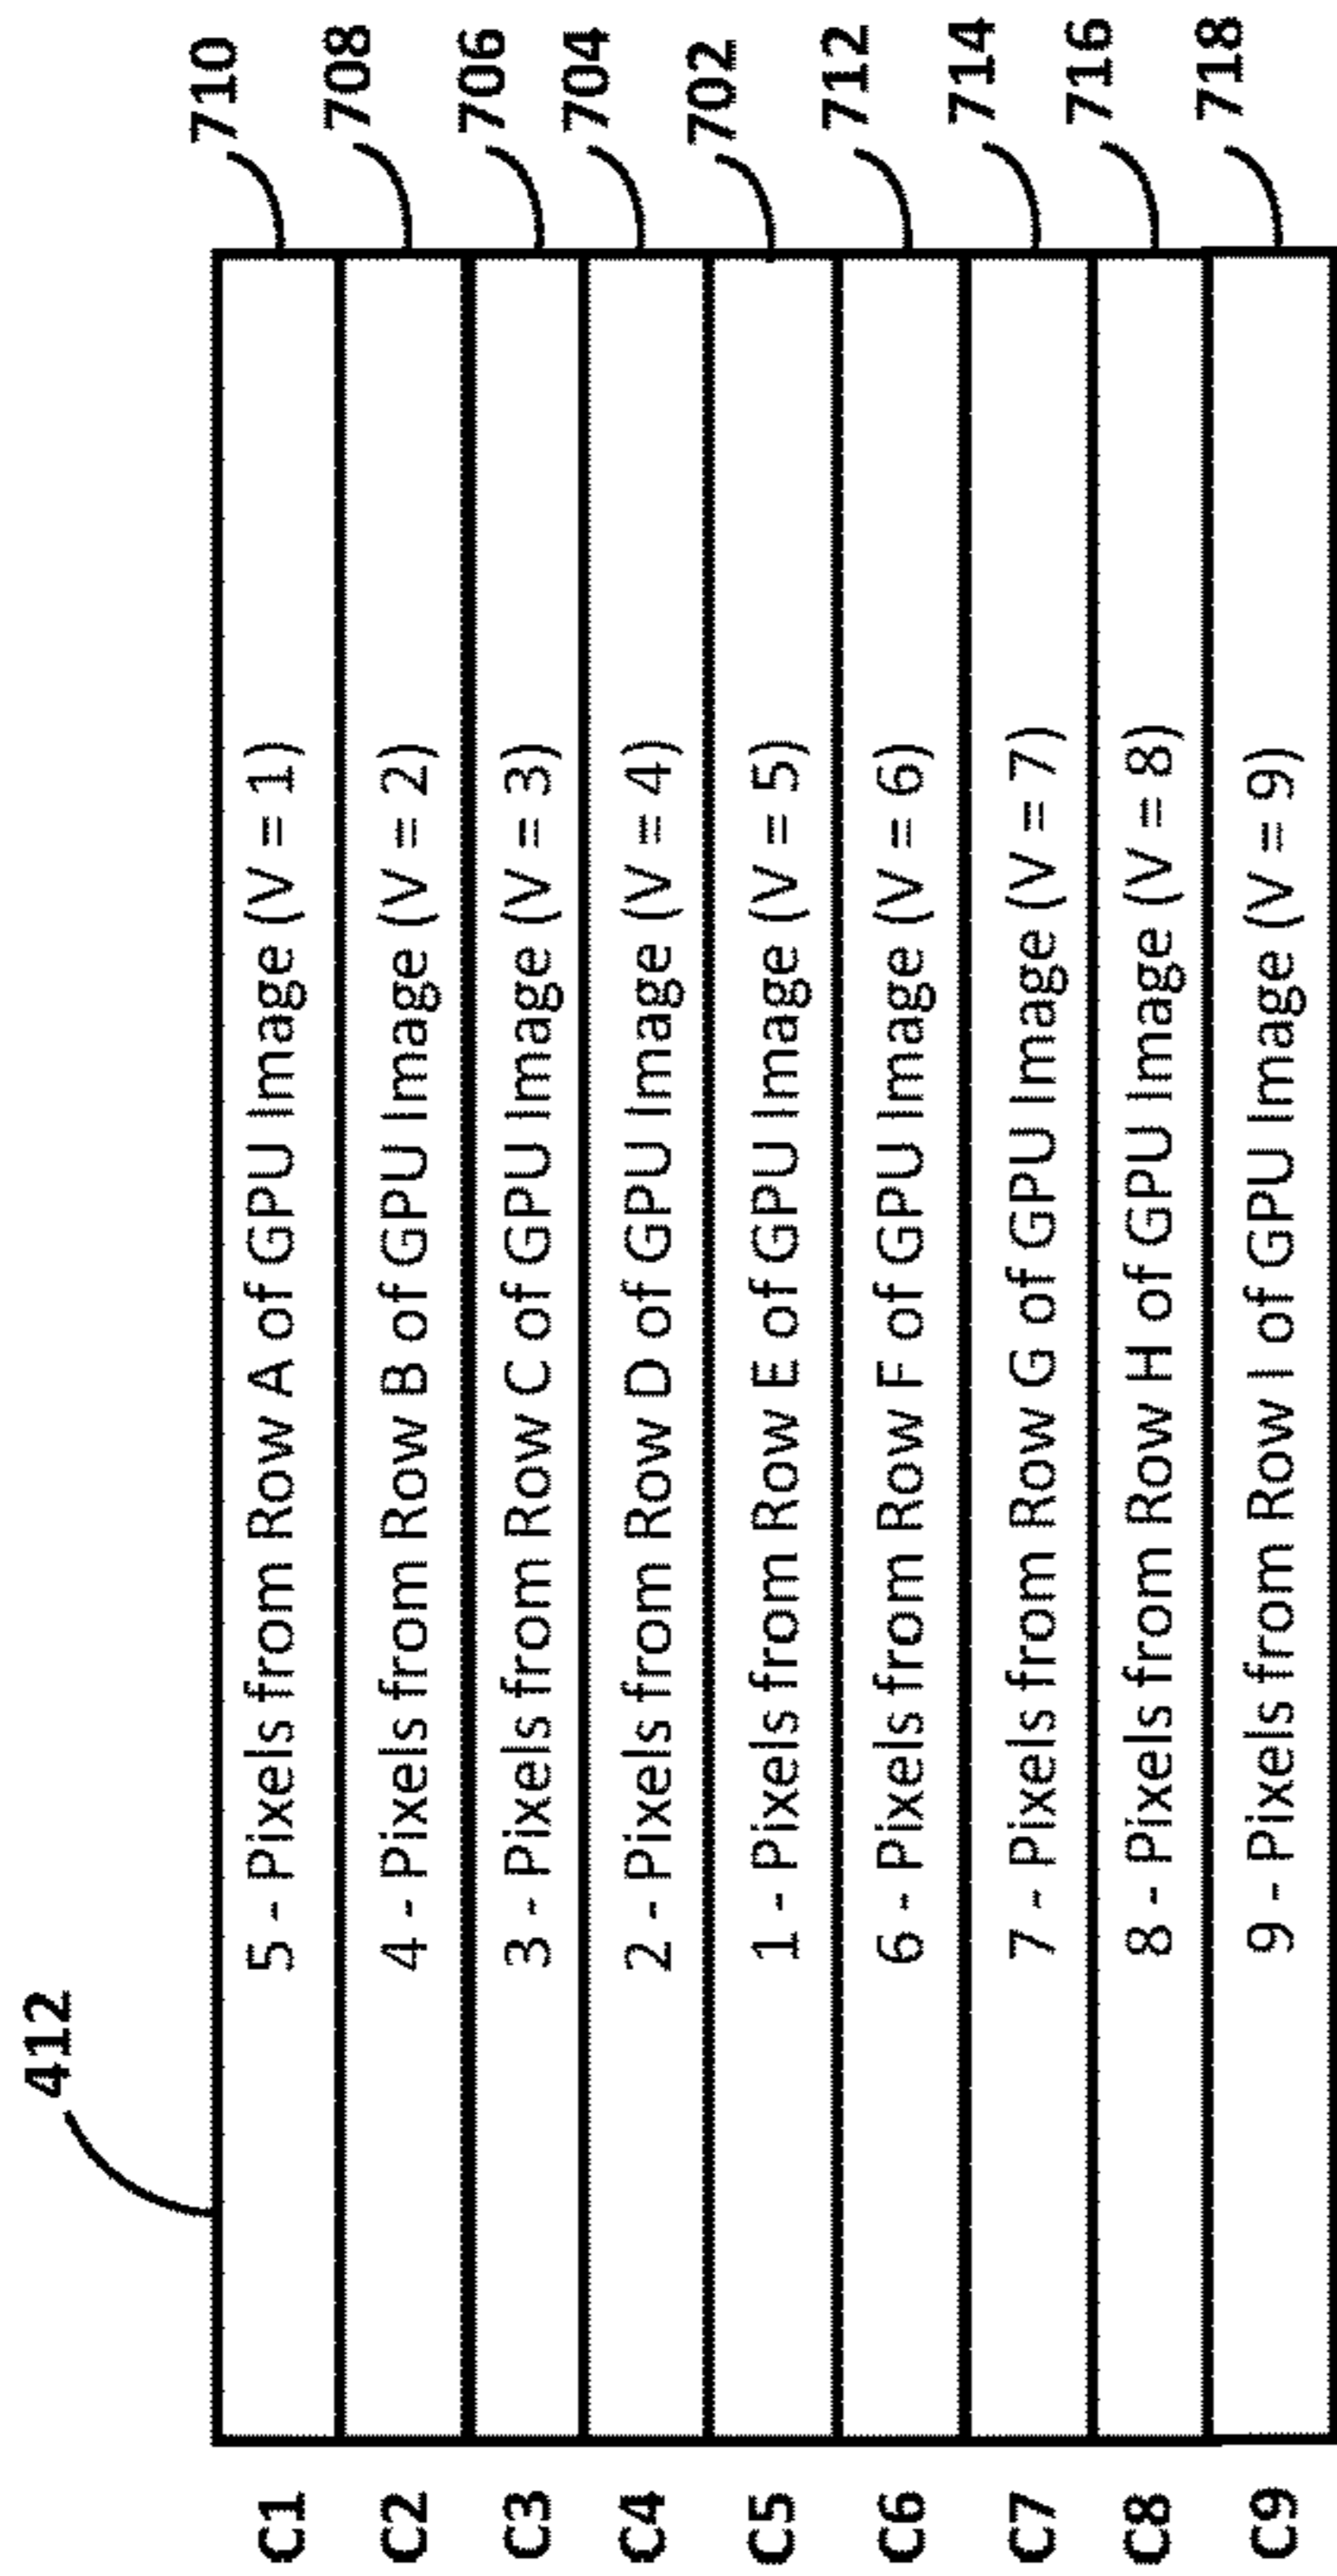 412
C1 5 - Pixels from Row A of GPU Image (V = 1) 710
C2 4 - Pixels from Row B of GPU Image (V = 2) 708
C3 3 - Pixels from Row C of GPU Image (V = 3) 706
C4 2 - Pixels from Row D of GPU Image (V = 4) 704
C5 1 - Pixels from Row E of GPU Image (V = 5) 702
C6 6 - Pixels from Row F of GPU Image (V = 6) 712
C7 7 - Pixels from Row G of GPU Image (V = 7) 714
C8 8 - Pixels from Row H of GPU Image (V = 8) 716
C9 9 - Pixels from Row I of GPU Image (V = 9) 718